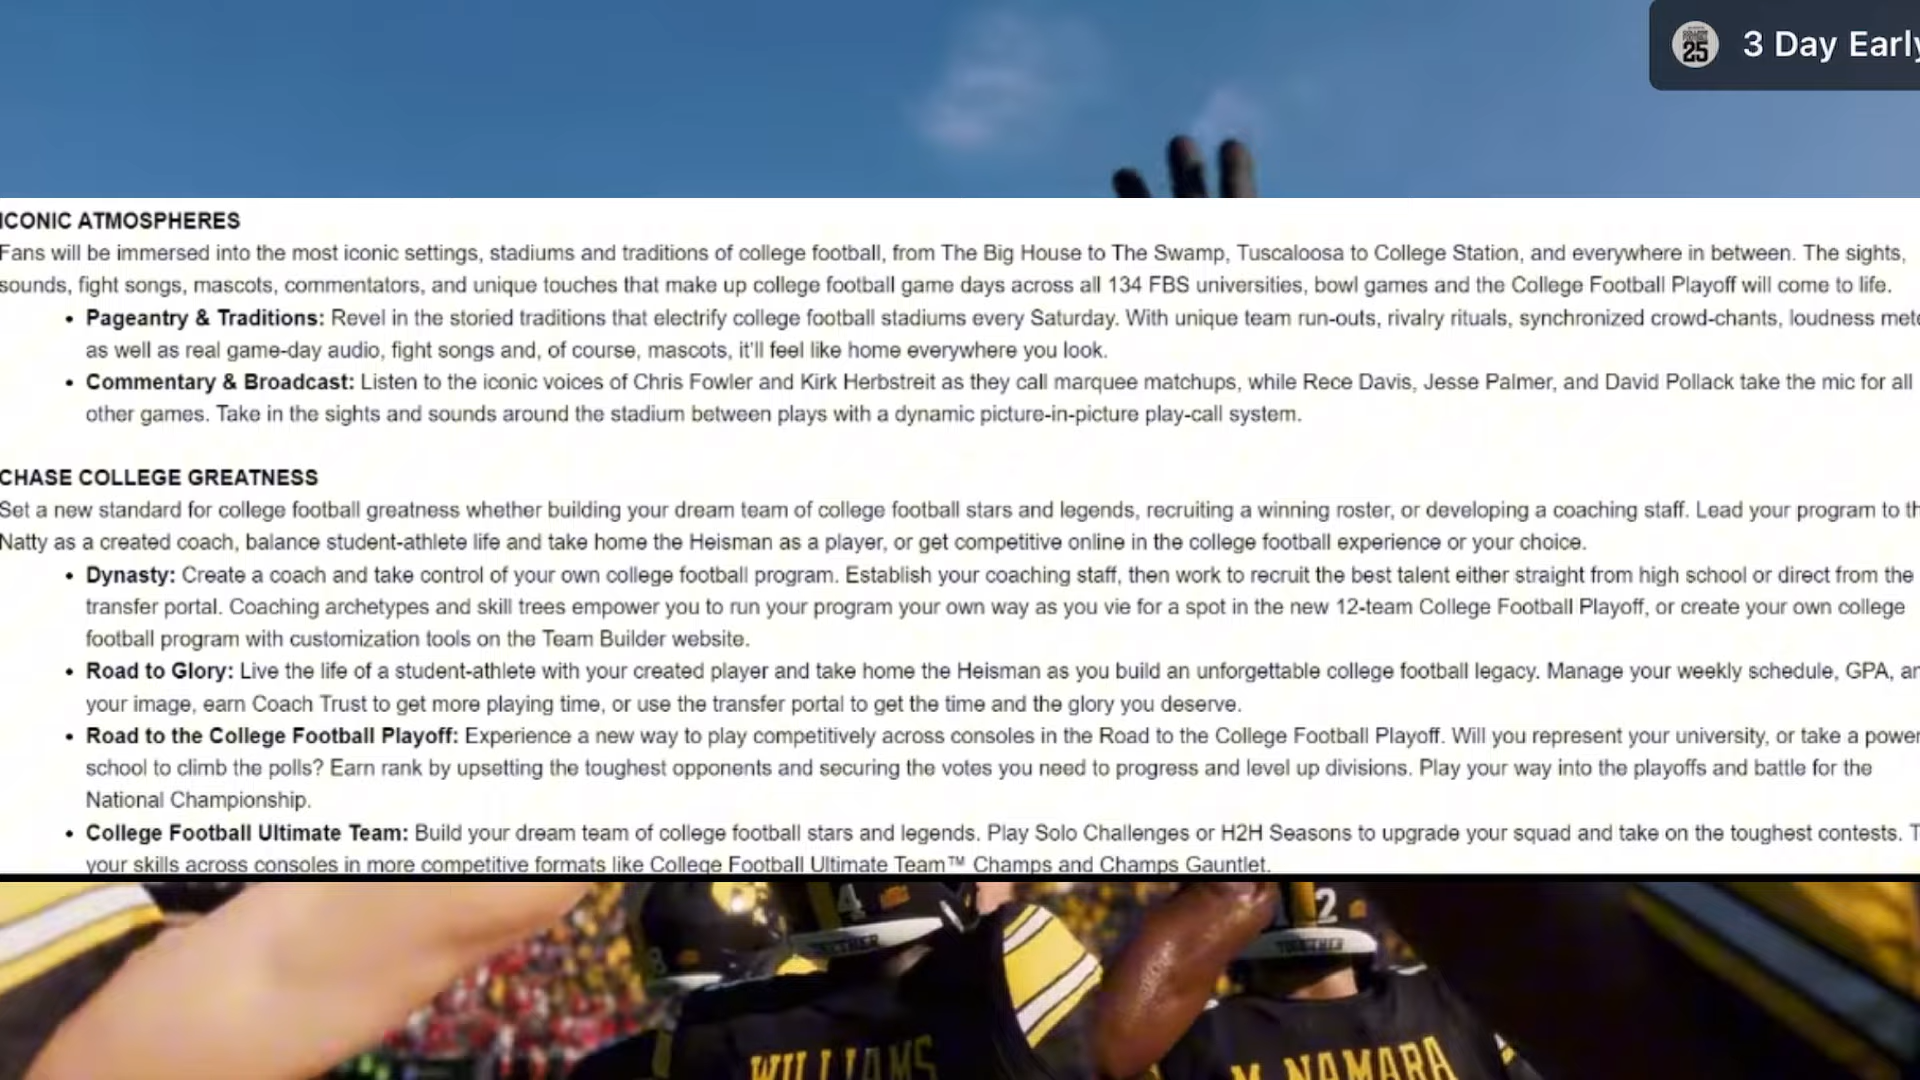 COLLEGE FOOTBALL 25
3 Day Early
ICONIC ATMOSPHERES
Fans will be immersed into the most iconic settings, stadiums and traditions of college football, from The Big House to The Swamp, Tuscaloosa to College Station, and everywhere in between. The sights,
sounds, fight songs, mascots, commentators, and unique touches that make up college football game days across all 134 FBS universities, bowl games and the College Football Playoff will come to life.
• Pageantry & Traditions: Revel in the storied traditions that electrify college football stadiums every Saturday. With unique team run-outs, rivalry rituals, synchronized crowd-chants, loudness mete
as well as real game-day audio, fight songs and, of course, mascots, it'll feel like home everywhere you look.
• Commentary & Broadcast: Listen to the iconic voices of Chris Fowler and Kirk Herbstreit as they call marquee matchups, while Rece Davis, Jesse Palmer, and David Pollack take the mic for all
other games. Take in the sights and sounds around the stadium between plays with a dynamic picture-in-picture play-call system.
CHASE COLLEGE GREATNESS
Set a new standard for college football greatness whether building your dream team of college football stars and legends, recruiting a winning roster, or developing a coaching staff. Lead your program to th
Natty as a created coach, balance student-athlete life and take home the Heisman as a player, or get competitive online in the college football experience or your choice.
• Dynasty: Create a coach and take control of your own college football program. Establish your coaching staff, then work to recruit the best talent either straight from high school or direct from the
transfer portal. Coaching archetypes and skill trees empower you to run your program your own way as you vie for a spot in the new 12-team College Football Playoff, or create your own college
football program with customization tools on the Team Builder website.
• Road to Glory: Live the life of a student-athlete with your created player and take home the Heisman as you build an unforgettable college football legacy. Manage your weekly schedule, GPA, an
your image, earn Coach Trust to get more playing time, or use the transfer portal to get the time and the glory you deserve.
• Road to the College Football Playoff: Experience a new way to play competitively across consoles in the Road to the College Football Playoff. Will you represent your university, or take a power
school to climb the polls? Earn rank by upsetting the toughest opponents and securing the votes you need to progress and level up divisions. Play your way into the playoffs and battle for the
National Championship.
• College Football Ultimate Team: Build your dream team of college football stars and legends. Play Solo Challenges or H2H Seasons to upgrade your squad and take on the toughest contests. T
your skills across consoles in more competitive formats like College Football Ultimate Team™ Champs and Champs Gauntlet.
4
2
8
TOGETHER
TOGETHER
WILLIAMS
M NAMARA